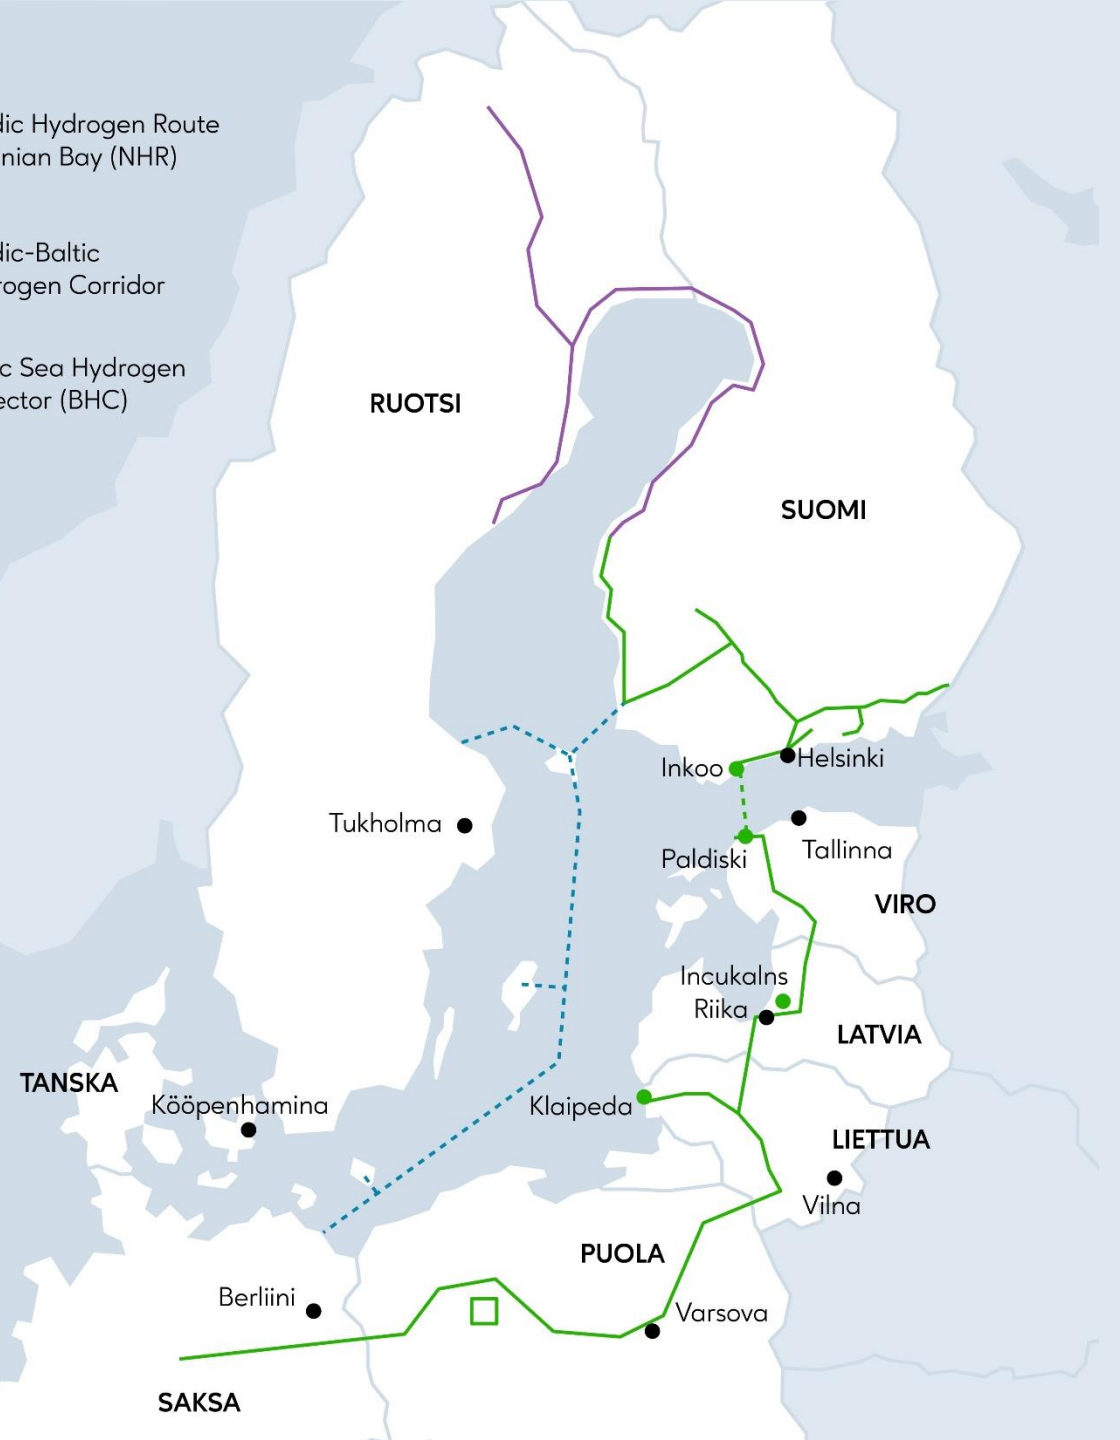 dic Hydrogen Route
nian Bay (NHR)
dic-Baltic
rogen Corridor
c Sea Hydrogen
ector (BHC)
RUOTSI
SUOMI
Inkoo
Helsinki
Tukholma
Paldiski
Tallinna
VIRO
Incukalns
Riika
LATVIA
TANSKA
Kööpenhamina
Klaipeda
LIETTUA
Vilna
PUOLA
Berliini
Varsova
SAKSA